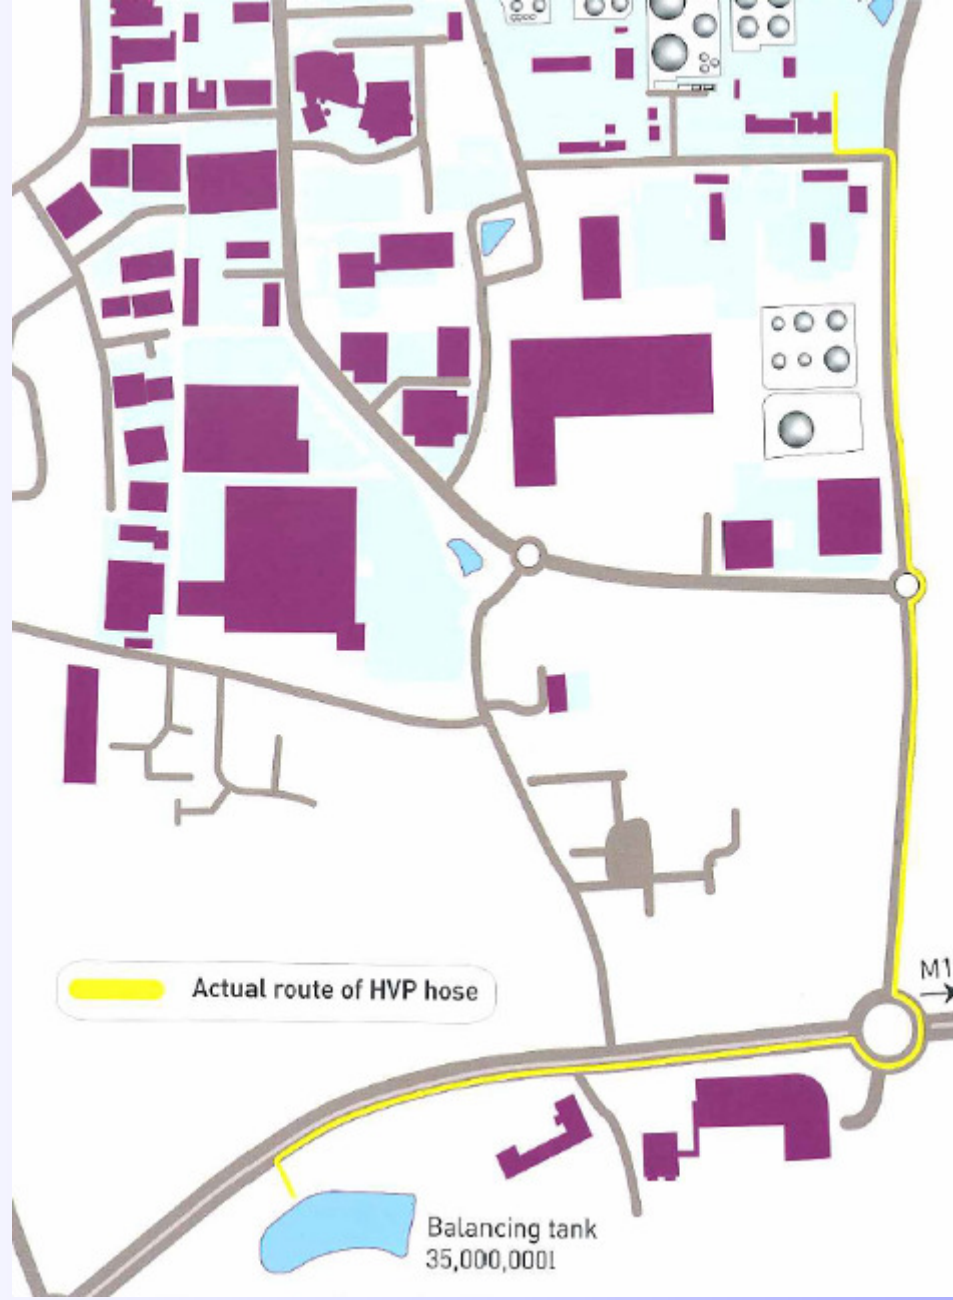 M1
Actual route of HVP hose
Balancing tank
35,000,000l